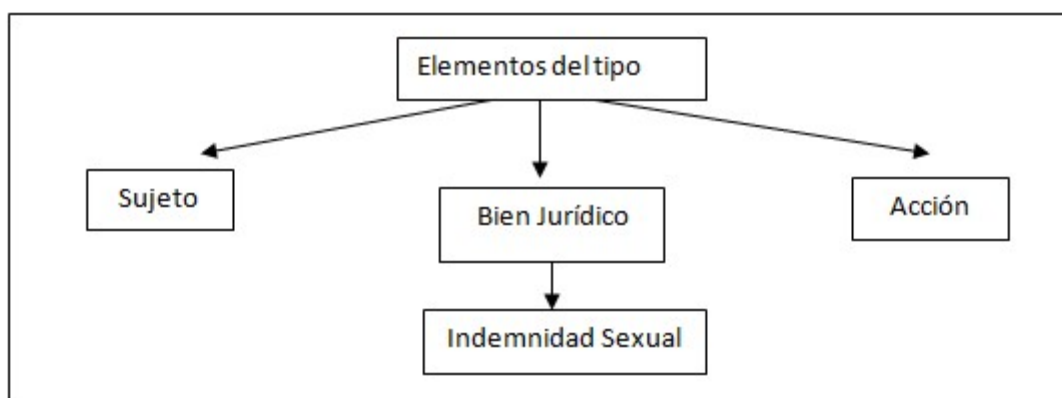 Elementos del tipo
Sujeto
Bien Jurídico
Acción
Indemnidad Sexual